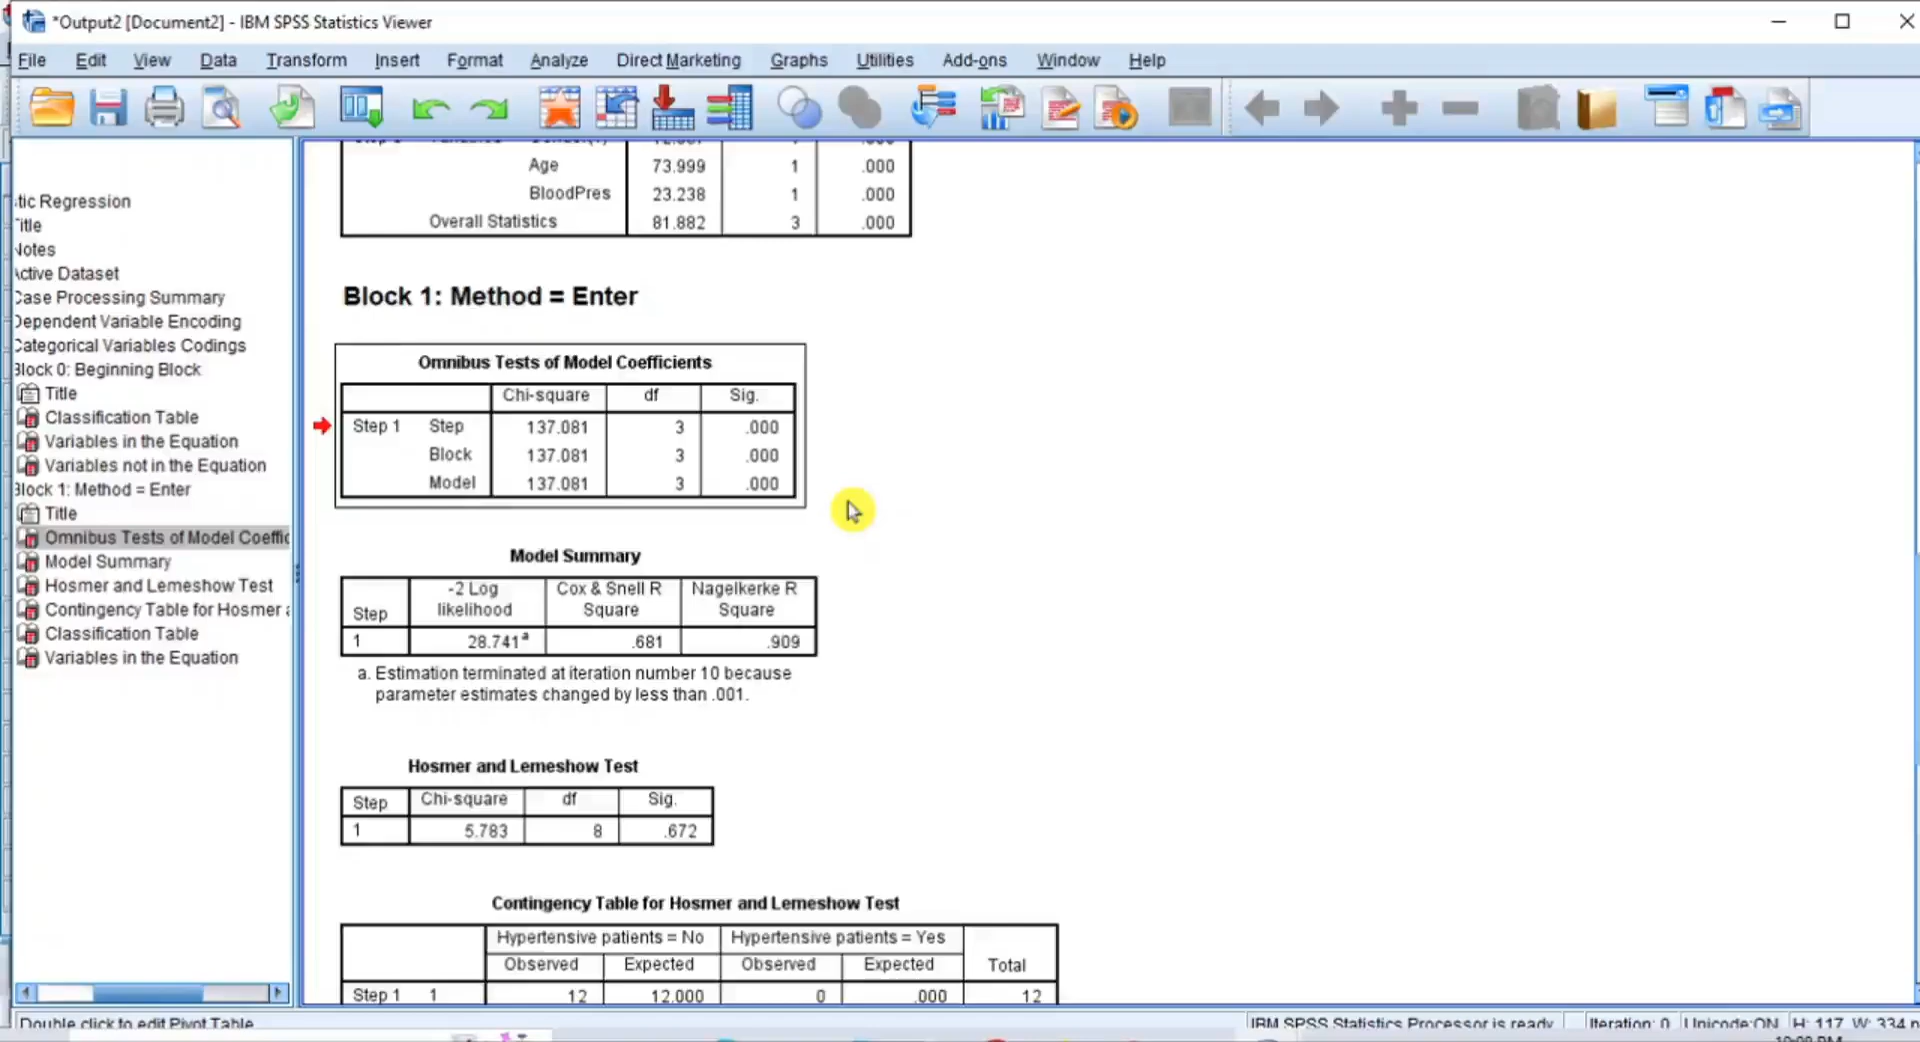 *Output2 [Document2] - IBM SPSS Statistics Viewer
File Edit View Data Transform Insert Format Analyze Direct Marketing Graphs Utilities Add-ons Window Help
tic Regression
Title
Notes
Active Dataset
Case Processing Summary
Dependent Variable Encoding
Categorical Variables Codings
Block 0: Beginning Block
Title
Classification Table
Variables in the Equation
Variables not in the Equation
Block 1: Method = Enter
Title
Omnibus Tests of Model Coeffic
Model Summary
Hosmer and Lemeshow Test
Contingency Table for Hosmer a
Classification Table
Variables in the Equation
Age 73.999 1 .000
BloodPres 23.238 1 .000
Overall Statistics 81.882 3 .000
Block 1: Method = Enter
Omnibus Tests of Model Coefficients
Chi-square df Sig.
Step 1 Step 137.081 3 .000
Block 137.081 3 .000
Model 137.081 3 .000
Model Summary
Step -2 Log likelihood Cox & Snell R Square Nagelkerke R Square
1 28.741a .681 .909
a. Estimation terminated at iteration number 10 because
parameter estimates changed by less than .001.
Hosmer and Lemeshow Test
Step Chi-square df Sig.
1 5.783 8 .672
Contingency Table for Hosmer and Lemeshow Test
Hypertensive patients = No Hypertensive patients = Yes
Observed Expected Observed Expected Total
Step 1 1 12 12.000 0 .000 12
Double click to edit Pivot Table
IBM SPSS Statistics Processor is ready Iteration: 0 Unicode:ON H: 117, W: 334 p